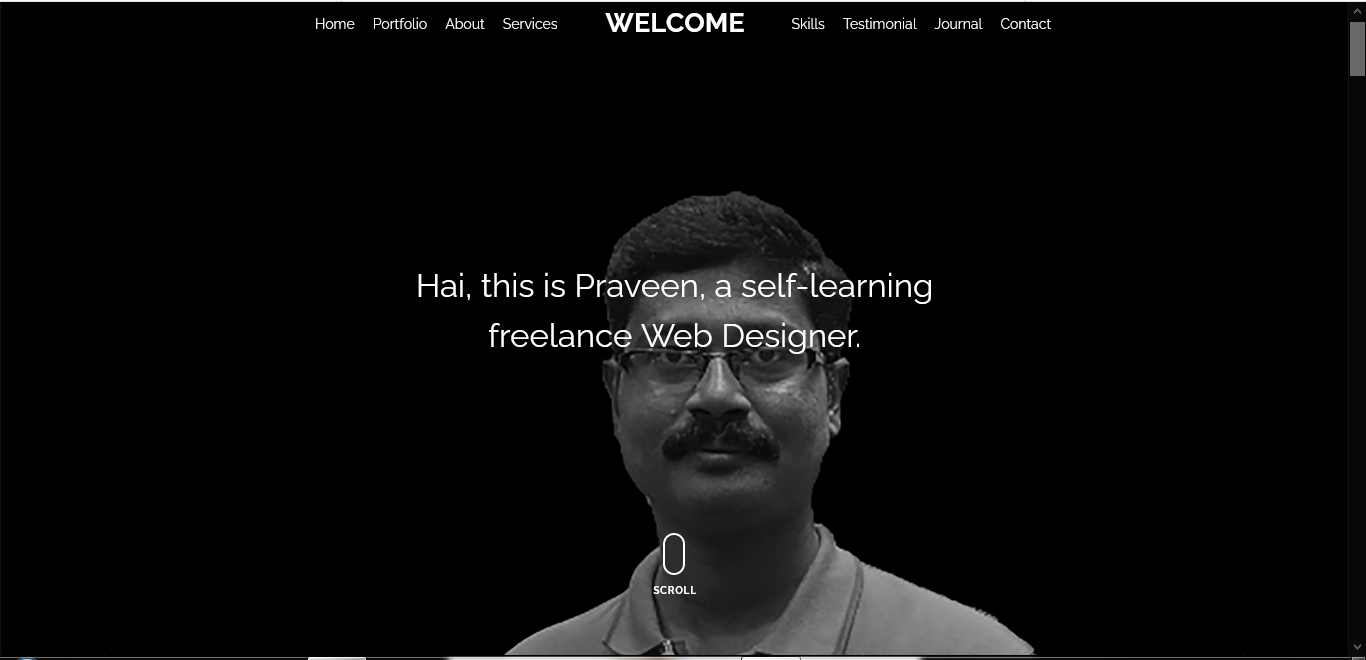 Home Portfolio About Services WELCOME Skills Testimonial Journal Contact
Hai, this is Praveen, a self-learning
freelance Web Designer.
SCROLL